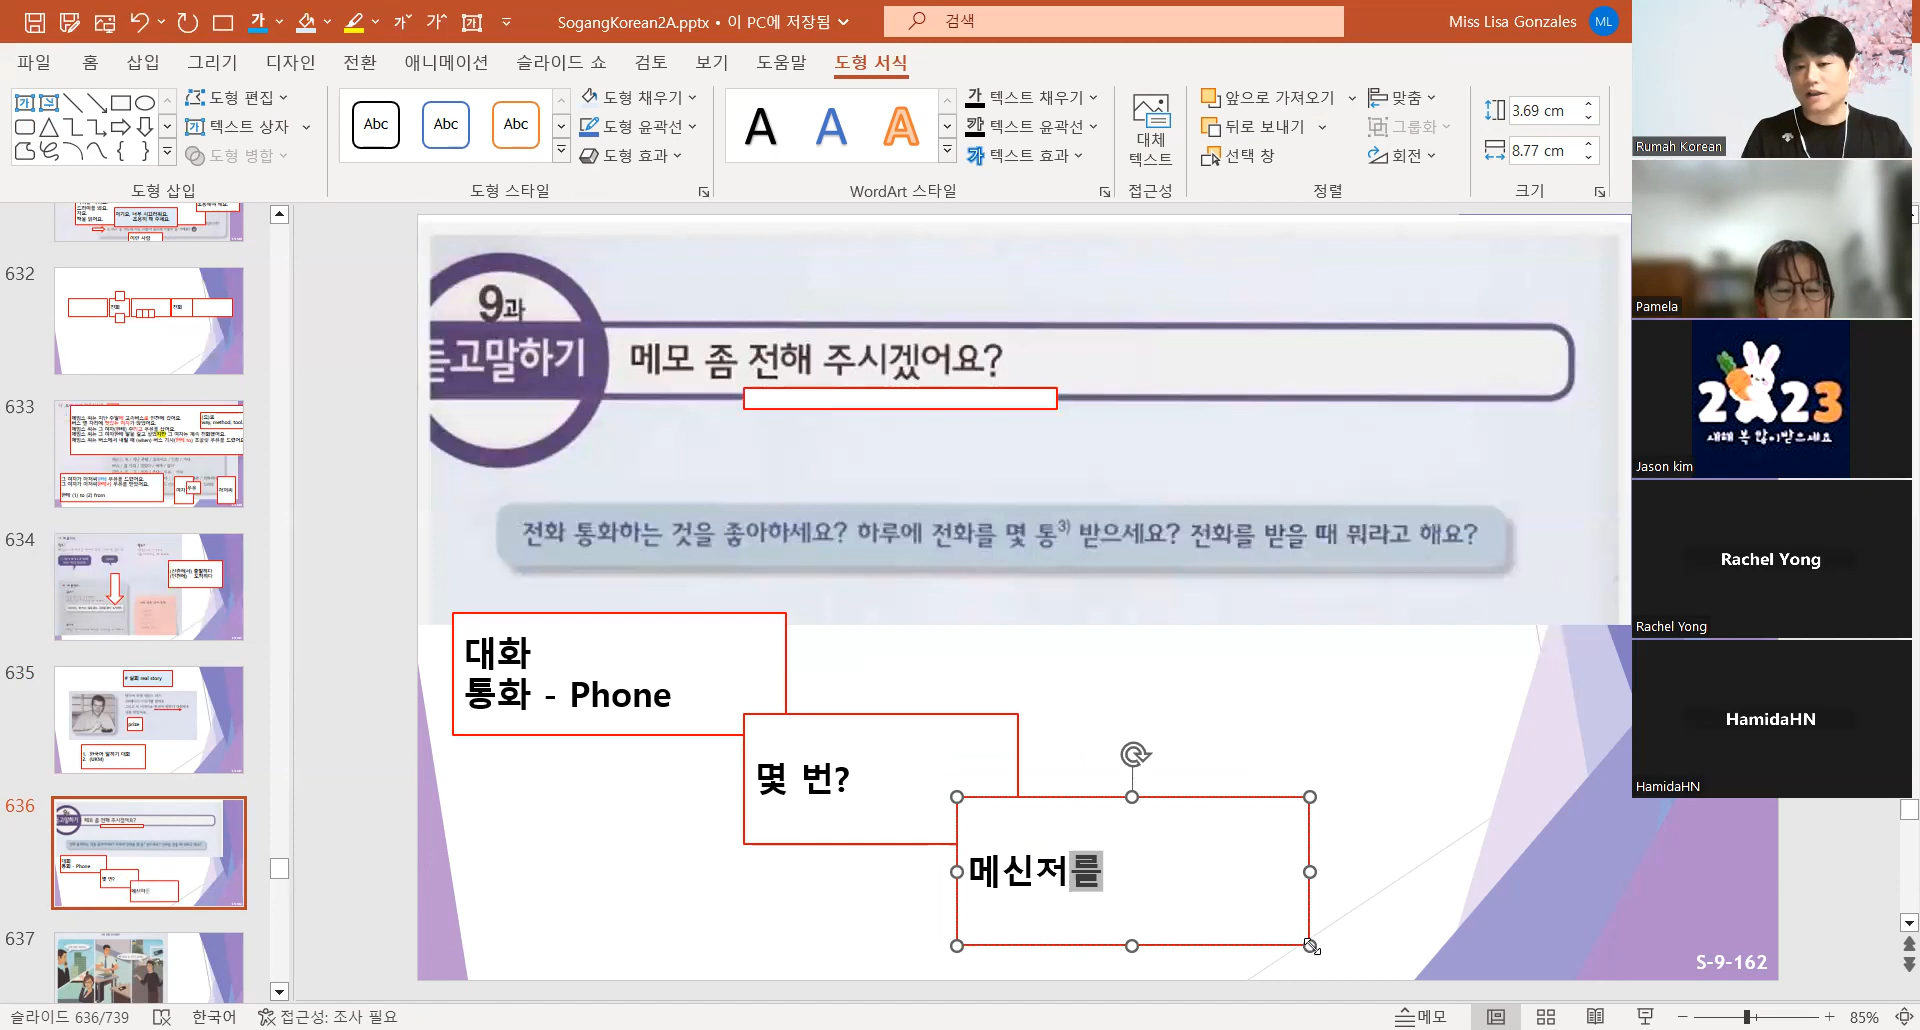 SogangKorean2A.pptx • 이 PC에 저장됨
검색
Miss Lisa Gonzales
ML
파일 홈 삽입 그리기 디자인 전환 애니메이션 슬라이드 쇼 검토 보기 도움말 도형 서식
도형 편집
텍스트 상자
도형 병합
도형 삽입
Abc Abc Abc
도형 채우기
도형 윤곽선
도형 효과
도형 스타일
A A A
텍스트 채우기
텍스트 윤곽선
텍스트 효과
WordArt 스타일
대체
텍스트
접근성
앞으로 가져오기
뒤로 보내기
선택 창
맞춤
그룹화
회전
정렬
3.69 cm
8.77 cm
크기
632
633
634
635
636
637
9과
듣고말하기
메모 좀 전해 주시겠어요?
전화 통화하는 것을 좋아하세요? 하루에 전화를 몇 통3) 받으세요? 전화를 받을 때 뭐라고 해요?
대화
통화 - Phone
몇 번?
메신저를
S-9-162
Rumah Korean
Pamela
2023
새해 복 많이받으세요
Jason kim
Rachel Yong
Rachel Yong
HamidaHN
HamidaHN
슬라이드 636/739
한국어
접근성: 조사 필요
메모
85%